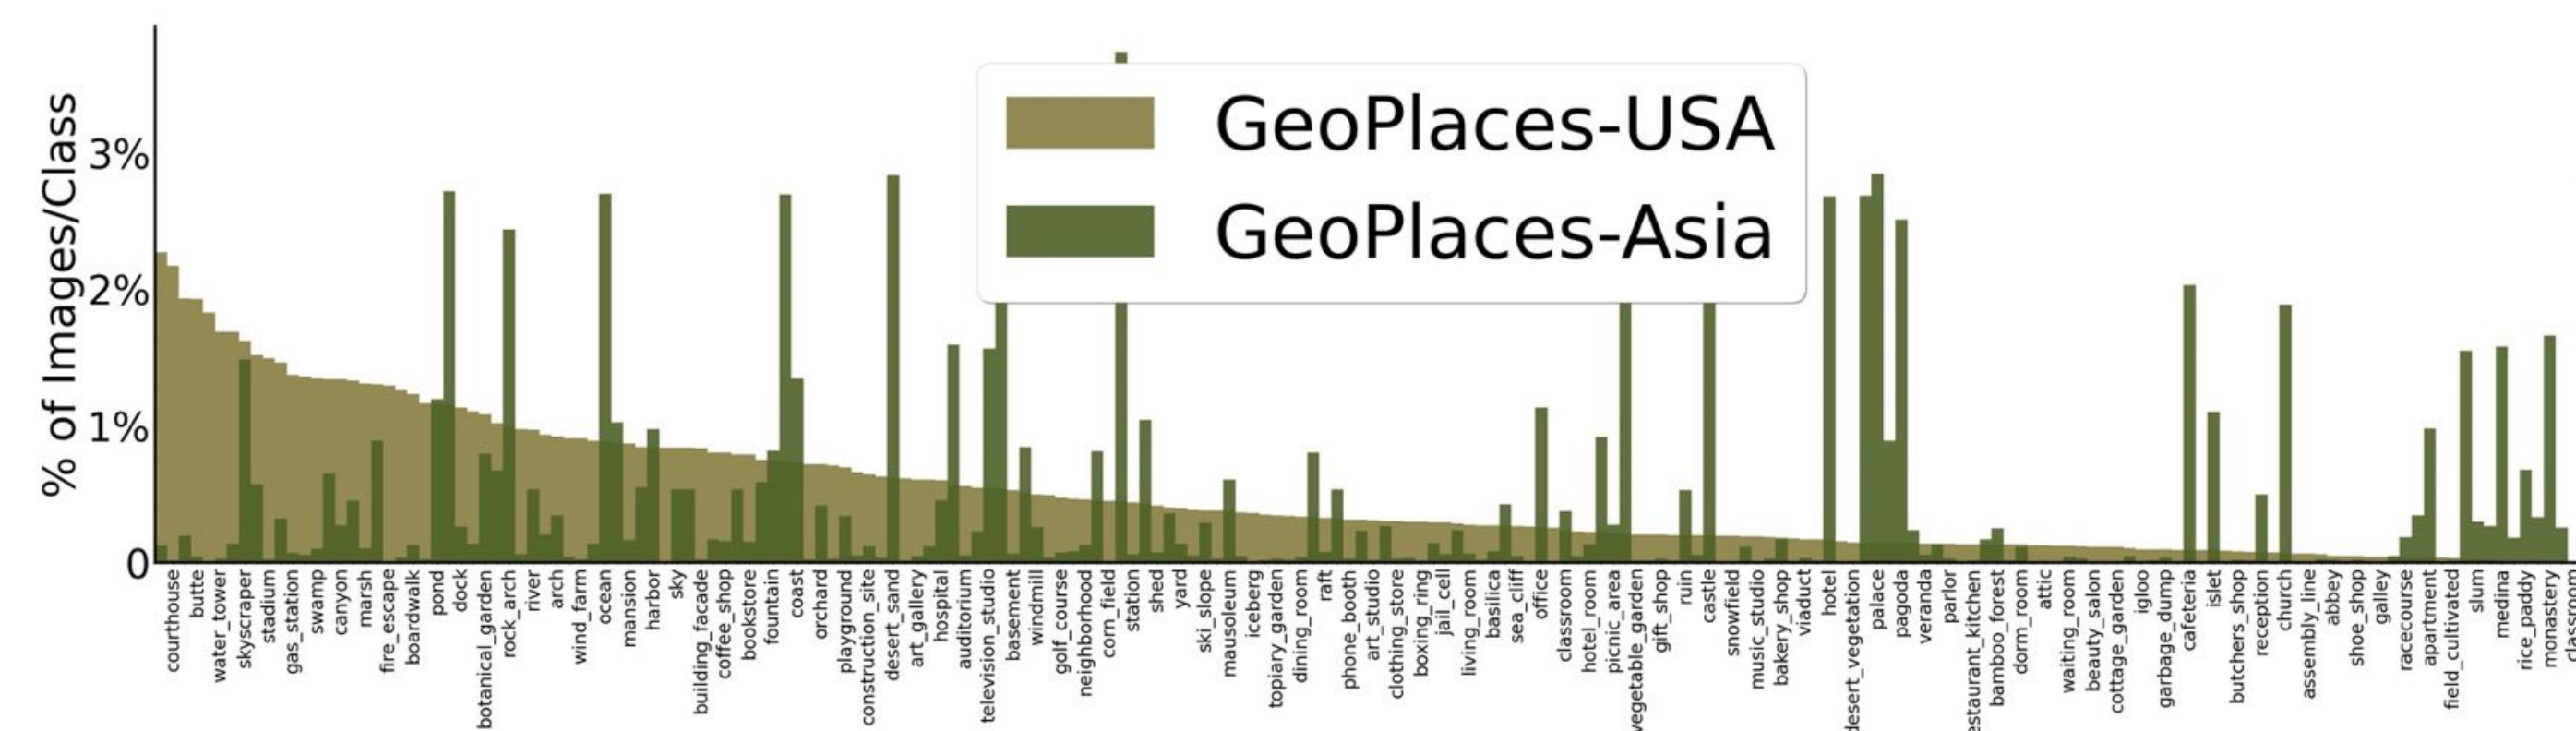 % of Images/Class
3%
2%
1%
0
GeoPlaces-USA
GeoPlaces-Asia
courthouse
butte
water_tower
skyscraper
stadium
gas_station
swamp
canyon
marsh
fire_escape
boardwalk
pond
dock
botanical_garden
rock_arch
river
arch
wind_farm
ocean
mansion
harbor
sky
building_facade
coffee_shop
bookstore
fountain
coast
orchard
playground
construction_site
desert_sand
art_gallery
hospital
auditorium
television_studio
basement
windmill
golf_course
neighborhood
corn_field
station
shed
yard
ski_slope
mausoleum
iceberg
topiary_garden
dining_room
raft
phone_booth
art_studio
clothing_store
boxing_ring
jail_cell
living_room
basilica
sea_cliff
office
classroom
hotel_room
picnic_area
vegetable_garden
gift_shop
ruin
castle
snowfield
music_studio
bakery_shop
viaduct
hotel
desert_vegetation
palace
pagoda
veranda
parlor
estaurant_kitchen
bamboo_forest
dorm_room
attic
waiting_room
beauty_salon
cottage_garden
igloo
garbage_dump
cafeteria
islet
butchers_shop
reception
church
assembly_line
abbey
shoe_shop
galley
racecourse
apartment
field_cultivated
slum
medina
rice_paddy
monastery
classroom